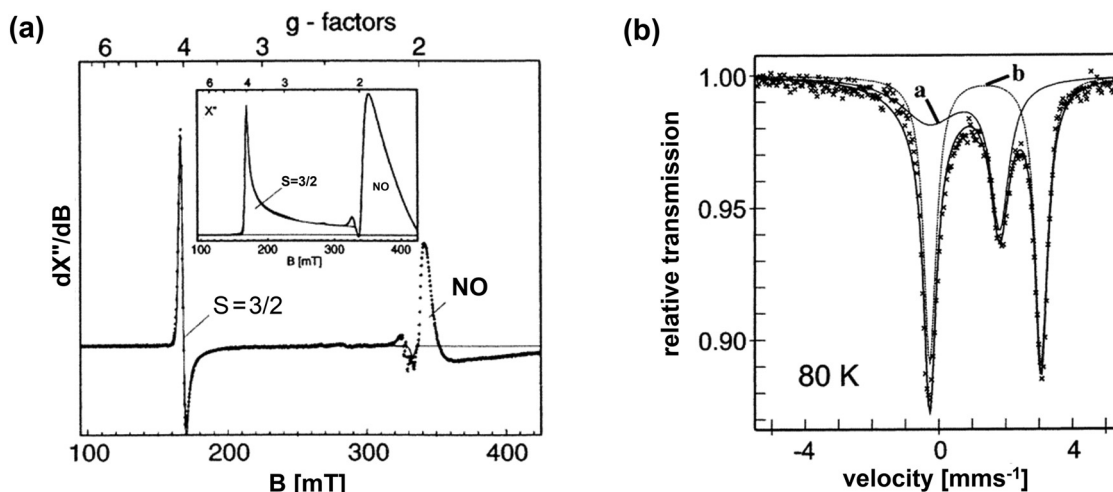 (a)
g - factors
6 4 3 2
6 4 3 2
X"
S=3/2
NO
100 200 300 400
B [mT]
dX"/dB
S=3/2
NO
100 200 300 400
B [mT]
(b)
1.00
0.95
0.90
relative transmission
a
b
80 K
-4 0 4
velocity [mms⁻¹]